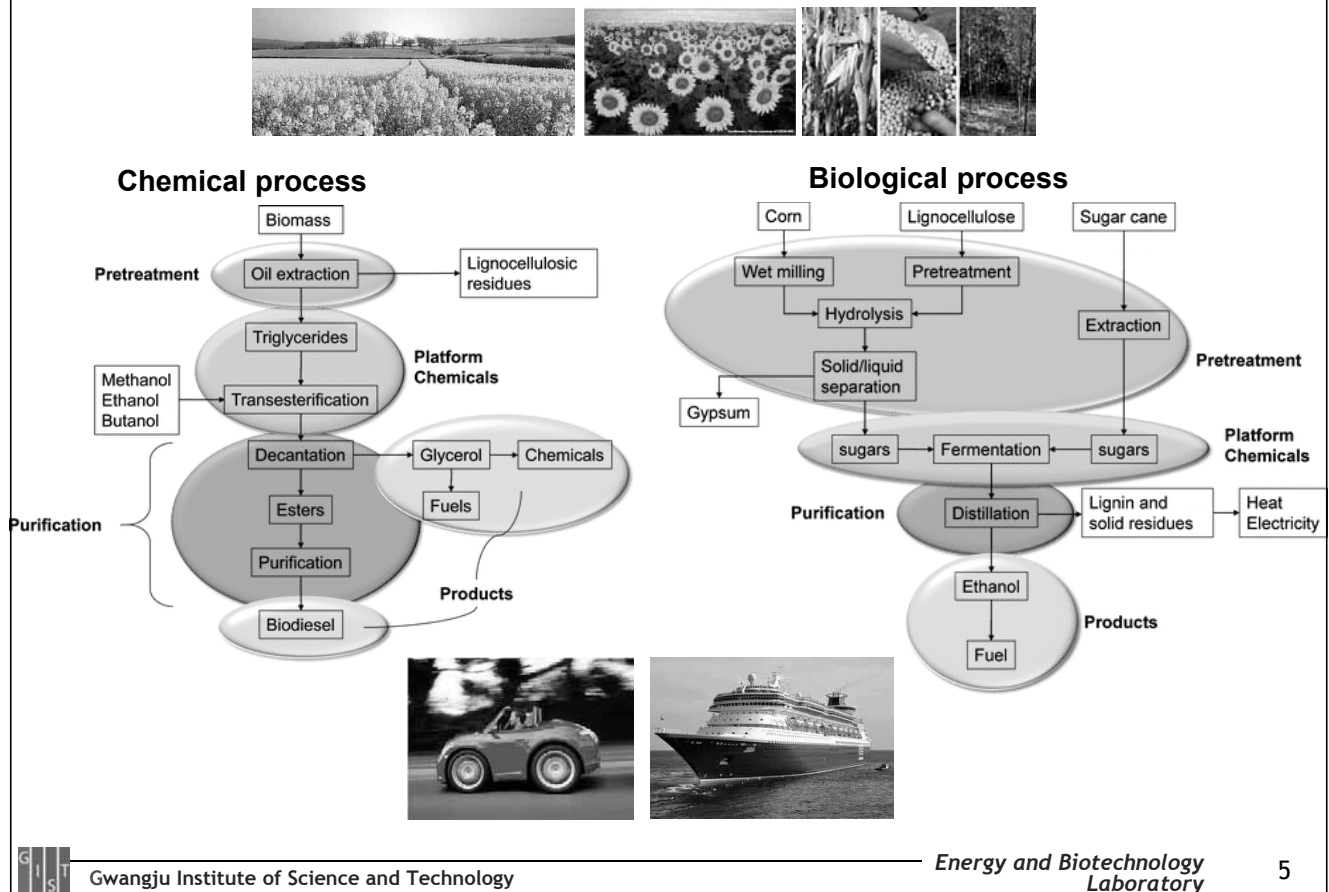 Chemical process
Biomass
Pretreatment
Oil extraction
Lignocellulosic
residues
Triglycerides
Platform
Chemicals
Methanol
Ethanol
Butanol
Transesterification
Decantation
Glycerol
Chemicals
Esters
Fuels
Purification
Purification
Products
Biodiesel
Biological process
Corn
Lignocellulose
Sugar cane
Wet milling
Pretreatment
Hydrolysis
Extraction
Pretreatment
Solid/liquid
separation
Gypsum
sugars
Fermentation
sugars
Platform
Chemicals
Purification
Distillation
Lignin and
solid residues
Heat
Electricity
Ethanol
Products
Fuel
GIST
Gwangju Institute of Science and Technology
Energy and Biotechnology
Laboratory
5